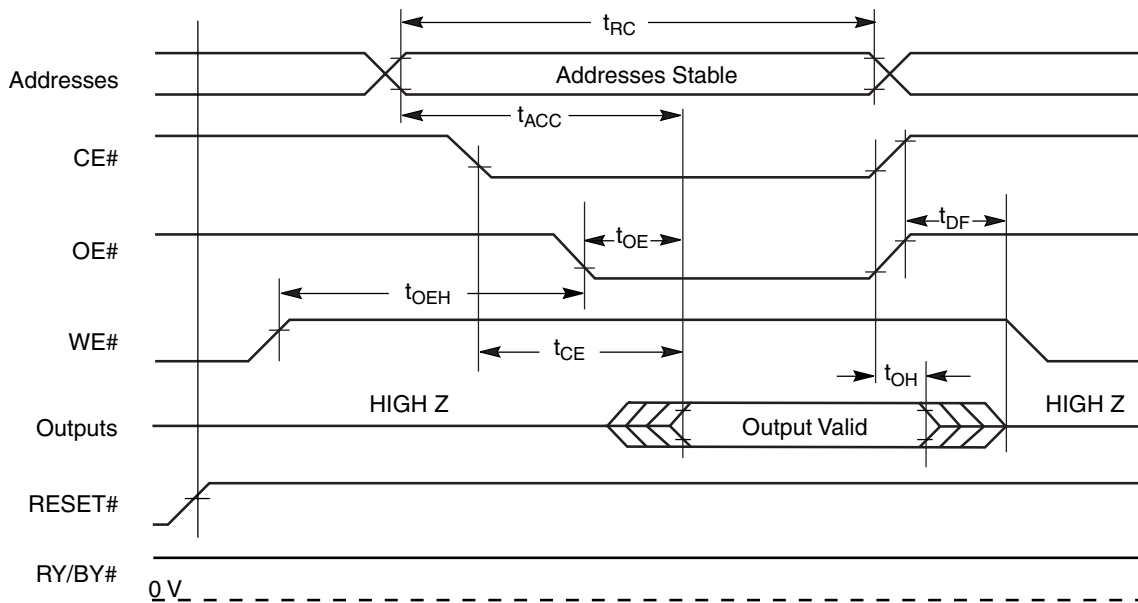 tRC
Addresses
Addresses Stable
tACC
CE#
tDF
OE#
tOE
tOEH
WE#
tCE
tOH
HIGH Z
HIGH Z
Outputs
Output Valid
RESET#
RY/BY#
0 V